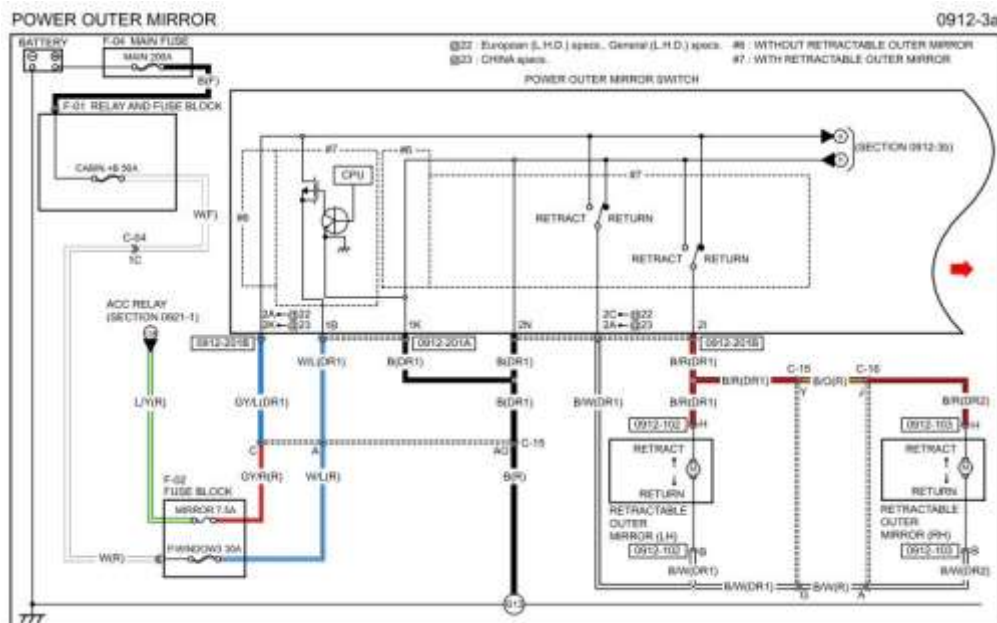 POWER OUTER MIRROR
0912-3a
BATTERY
F-04 MAIN FUSE
MAIN 200A
B(F)
@22 : European (L.H.D.) specs., General (L.H.D.) specs.
@23 : CHINA specs.
#6 : WITHOUT RETRACTABLE OUTER MIRROR
#7 : WITH RETRACTABLE OUTER MIRROR
POWER OUTER MIRROR SWITCH
F-01 RELAY AND FUSE BLOCK
CABIN +B 50A
W(F)
C-04
1C
#6
#7
CPU
#6
#7
(SECTION 0912-3b)
RETRACT
RETURN
RETRACT
RETURN
ACC RELAY
(SECTION 0921-1)
2A @22
2K @23
1B
1K
2N
2C @22
2A @23
2I
0912-201B
0912-201A
0912-201B
W/L(DR1)
B(DR1)
B(DR1)
B/R(DR1)
L/Y(R)
GY/L(DR1)
W/L(DR1)
B(DR1)
B/W(DR1)
B/R(DR1)
B/R(DR1)
C-15
Y
B/O(R)
C-16
B/R(DR2)
0912-102
H
0912-103
H
C
A
AO
C-15
GY/R(R)
W/L(R)
B(R)
RETRACT
RETURN
RETRACT
RETURN
F-02
FUSE BLOCK
MIRROR 7.5A
P.WINDOW3 30A
W(R)
RETRACTABLE
OUTER
MIRROR (LH)
RETRACTABLE
OUTER
MIRROR (RH)
0912-102
B
0912-103
B
B/W(DR1)
B/W(DR2)
B/W(DR1)
B/W(R)
A